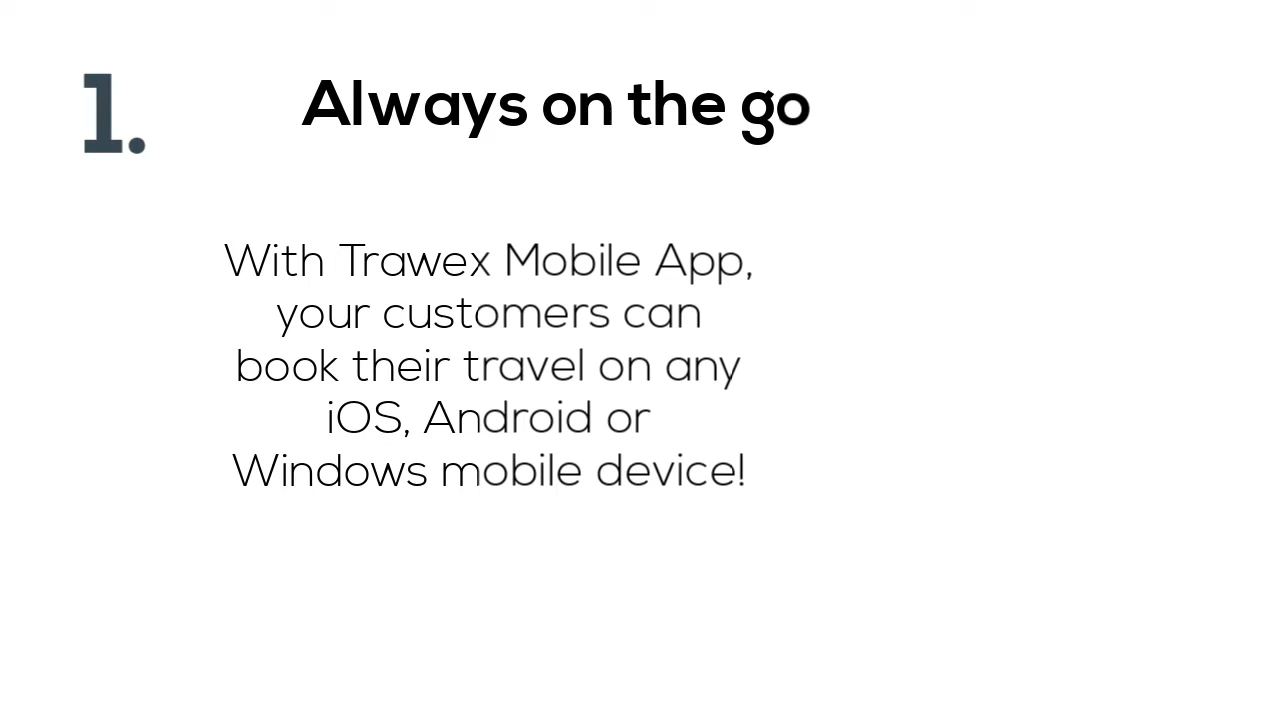 1.
Always on the go
With Trawex Mobile App,
your customers can
book their travel on any
iOS, Android or
Windows mobile device!